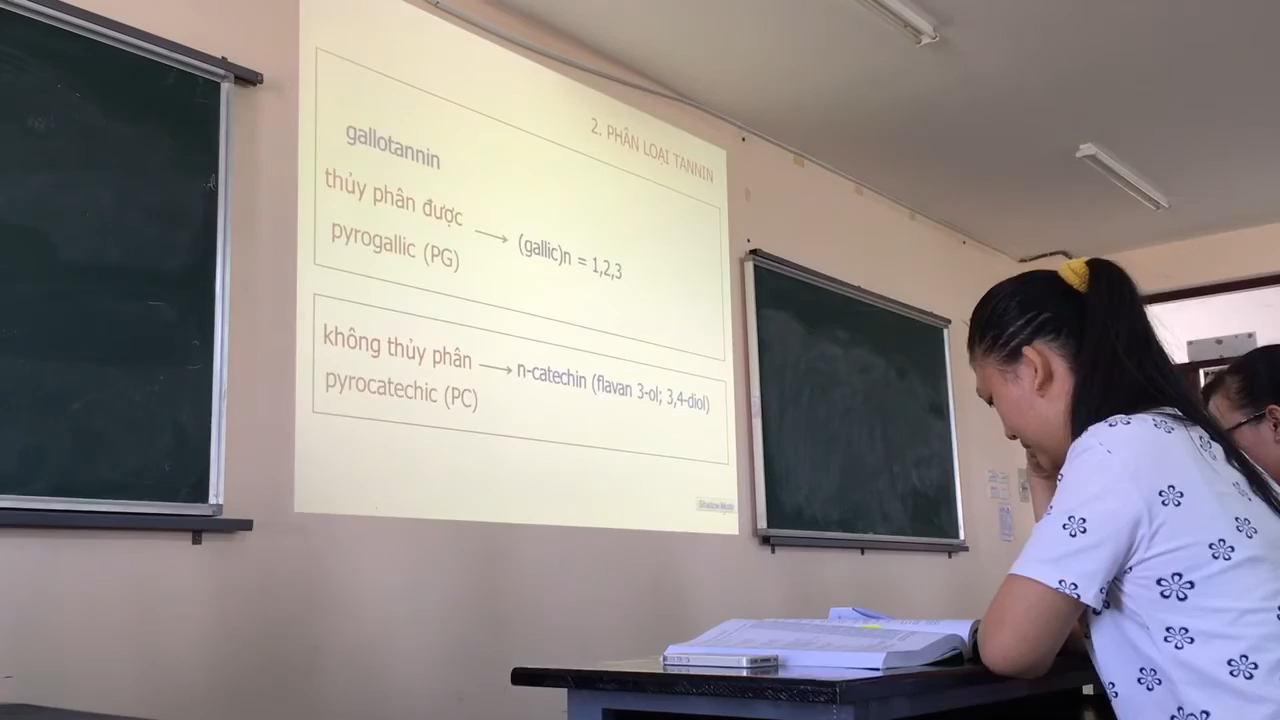 2. PHÂN LOẠI TANNIN
gallotannin
thủy phân được
pyrogallic (PG)
⟶ (gallic)n = 1,2,3
không thủy phân
pyrocatechic (PC)
⟶ n-catechin (flavan 3-ol; 3,4-diol)